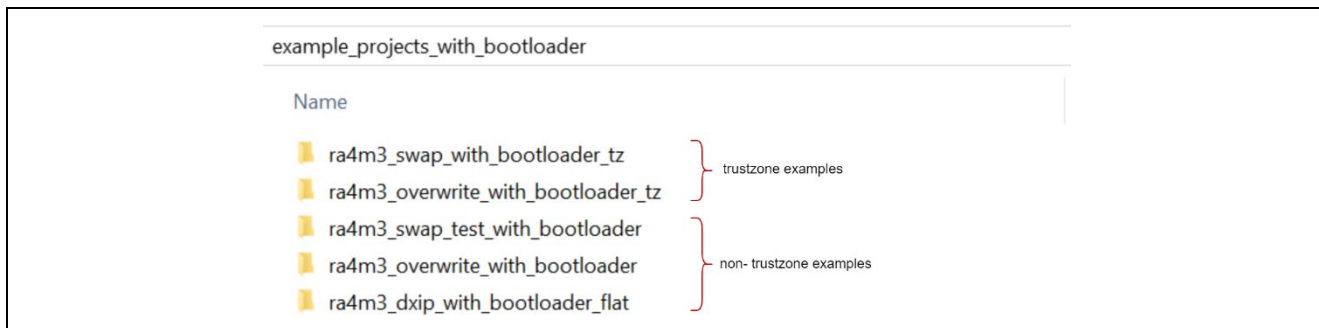 example_projects_with_bootloader
Name
ra4m3_swap_with_bootloader_tz
ra4m3_overwrite_with_bootloader_tz
trustzone examples
ra4m3_swap_test_with_bootloader
ra4m3_overwrite_with_bootloader
ra4m3_dxip_with_bootloader_flat
non- trustzone examples